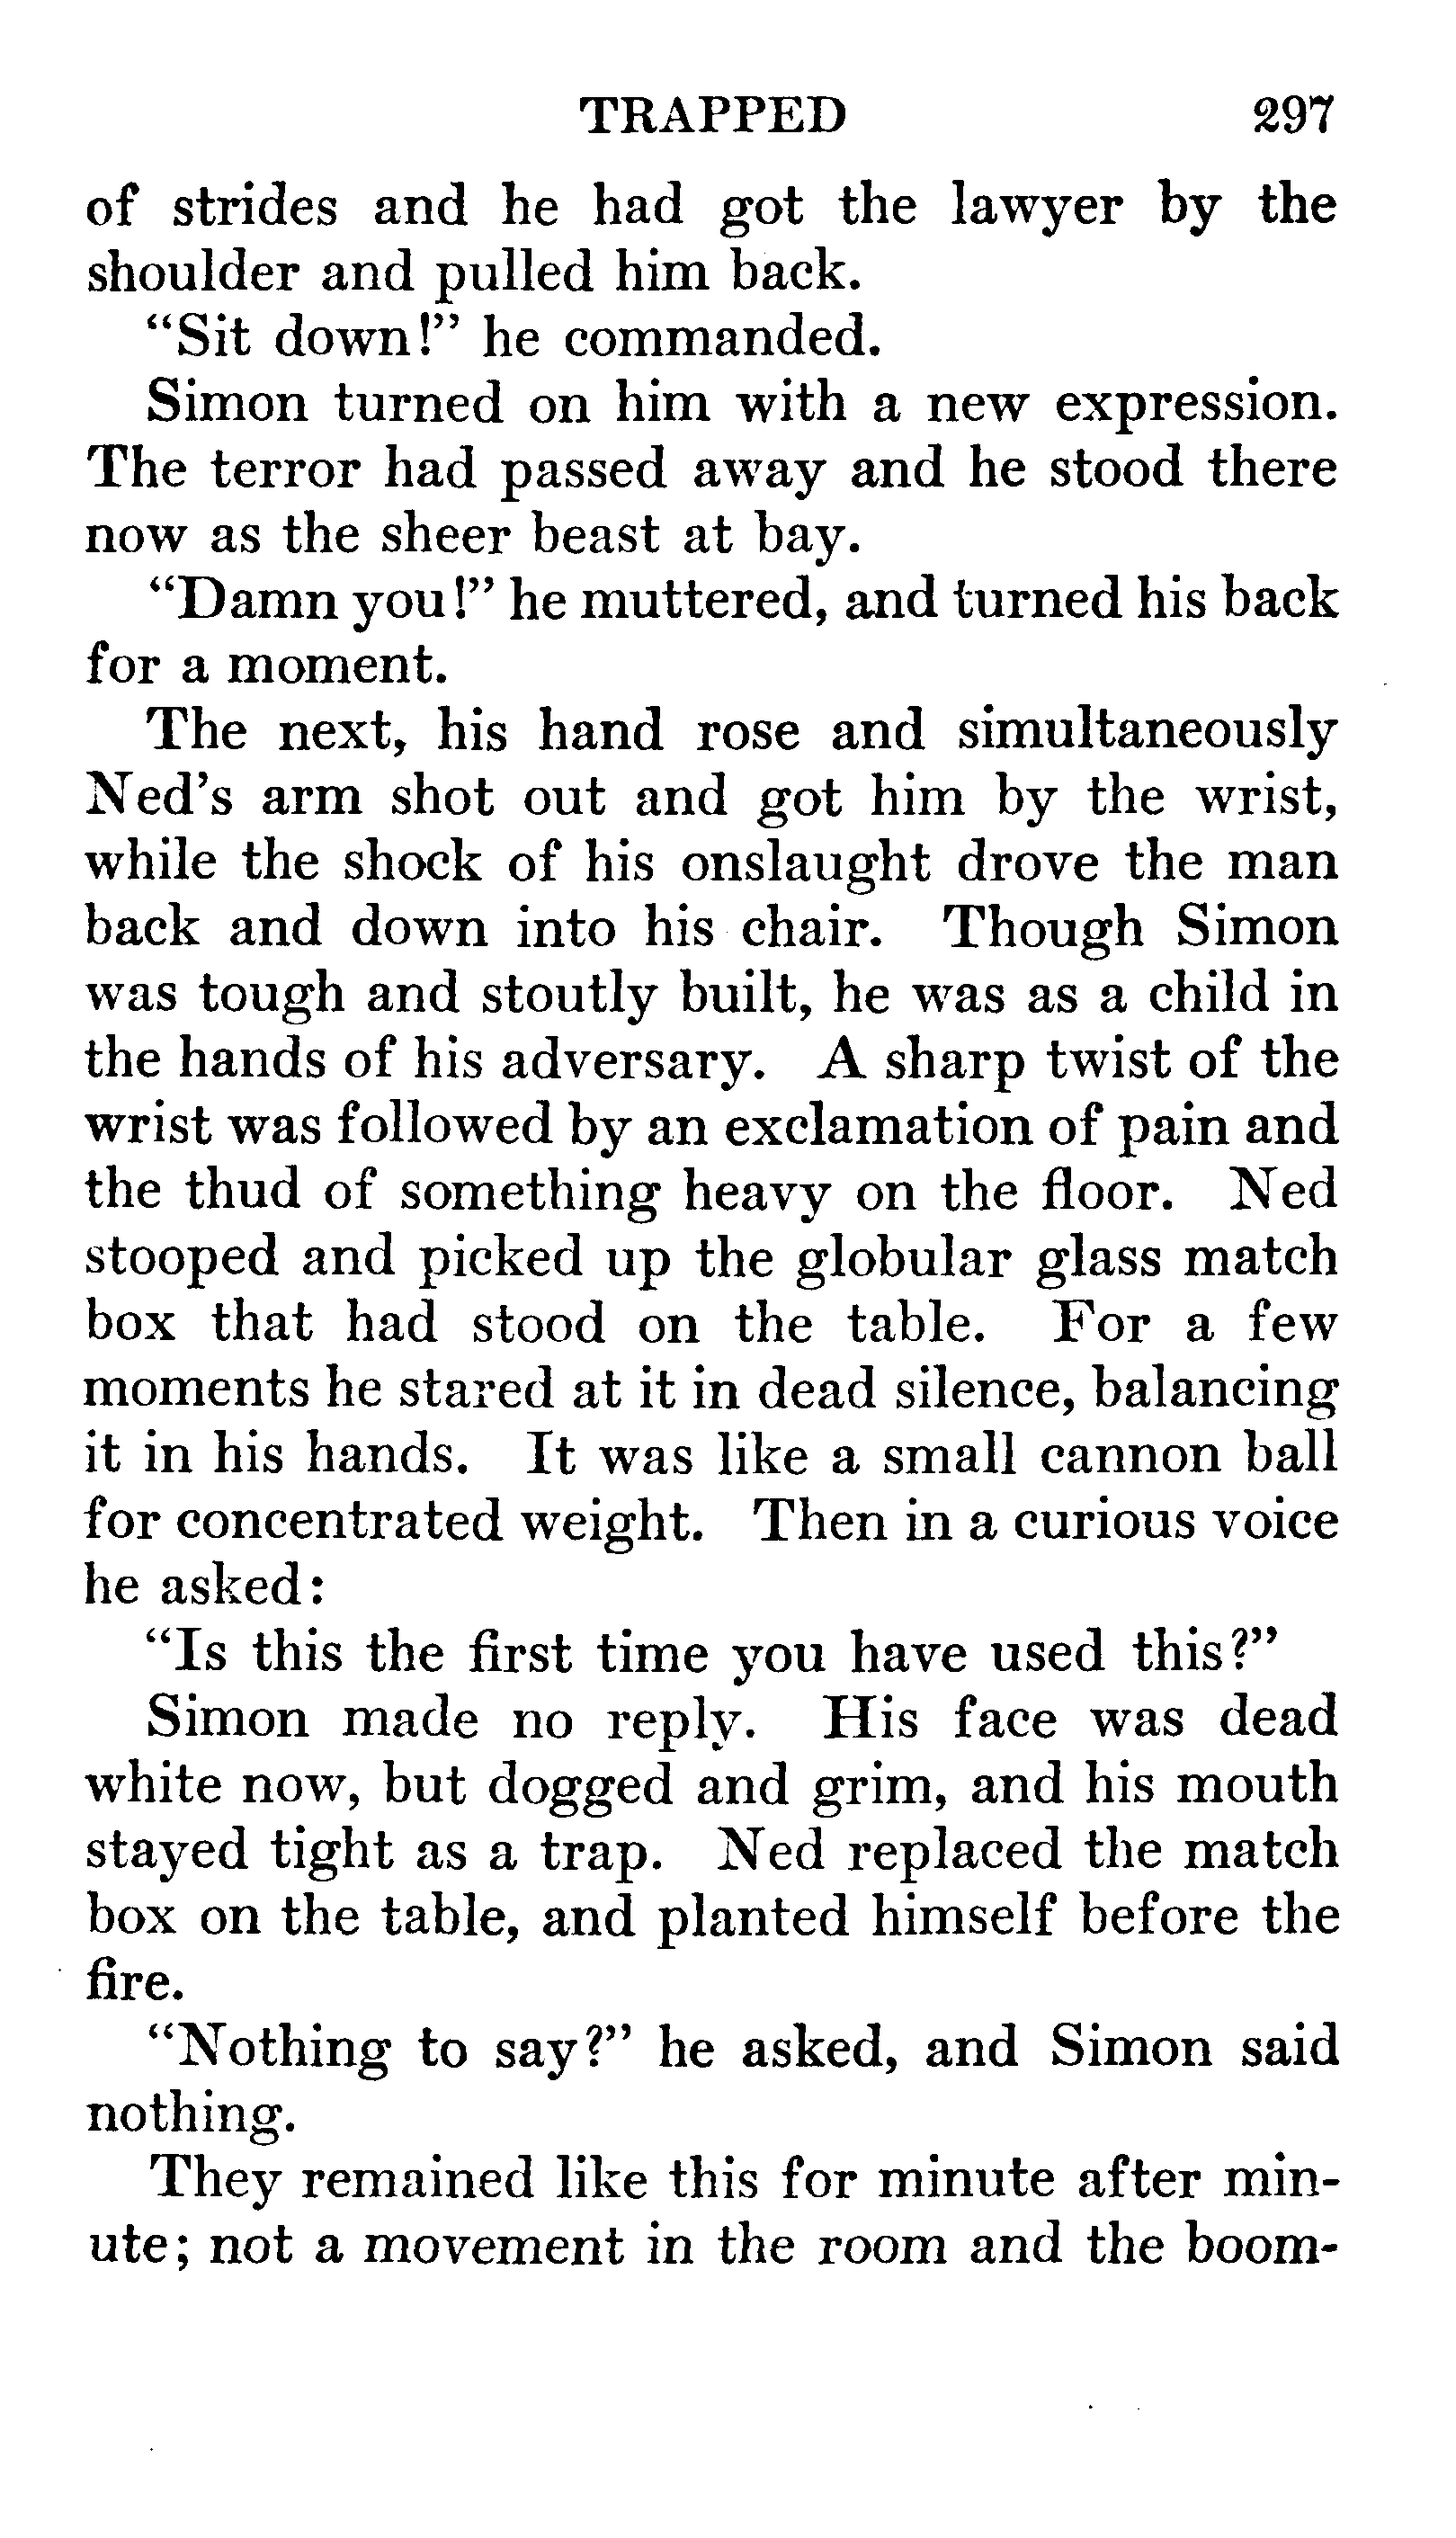 TRAPPED 297
of strides and he had got the lawyer by the
shoulder and pulled him back.
"Sit down!" he commanded.
Simon turned on him with a new expression.
The terror had passed away and he stood there
now as the sheer beast at bay.
"Damn you!" he muttered, and turned his back
for a moment.
The next, his hand rose and simultaneously
Ned's arm shot out and got him by the wrist,
while the shock of his onslaught drove the man
back and down into his chair. Though Simon
was tough and stoutly built, he was as a child in
the hands of his adversary. A sharp twist of the
wrist was followed by an exclamation of pain and
the thud of something heavy on the floor. Ned
stooped and picked up the globular glass match
box that had stood on the table. For a few
moments he stared at it in dead silence, balancing
it in his hands. It was like a small cannon ball
for concentrated weight. Then in a curious voice
he asked:
"Is this the first time you have used this?"
Simon made no reply. His face was dead
white now, but dogged and grim, and his mouth
stayed tight as a trap. Ned replaced the match
box on the table, and planted himself before the
fire.
"Nothing to say?" he asked, and Simon said
nothing.
They remained like this for minute after min-
ute; not a movement in the room and the boom-